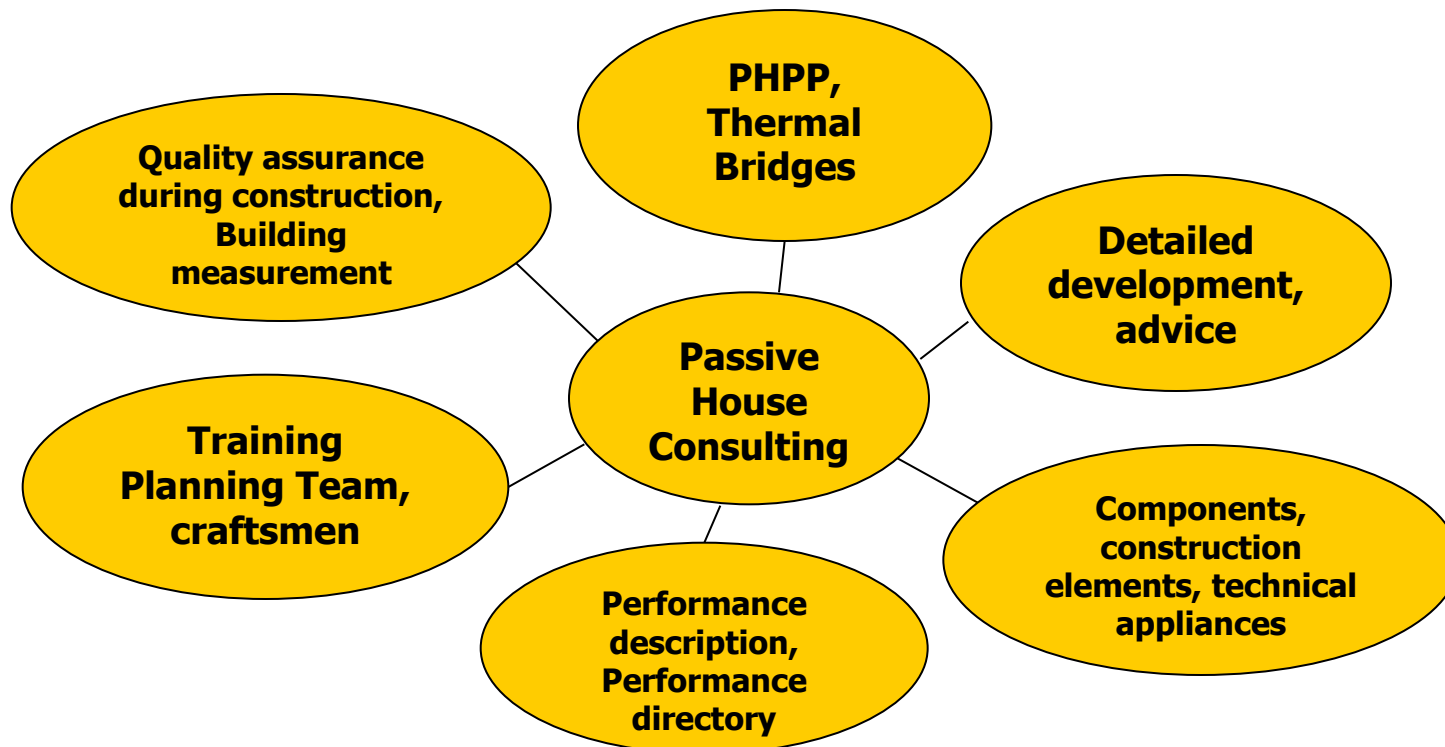 PHPP,
Thermal
Bridges
Quality assurance
during construction,
Building
measurement
Detailed
development,
advice
Passive
House
Consulting
Training
Planning Team,
craftsmen
Components,
construction
elements, technical
appliances
Performance
description,
Performance
directory